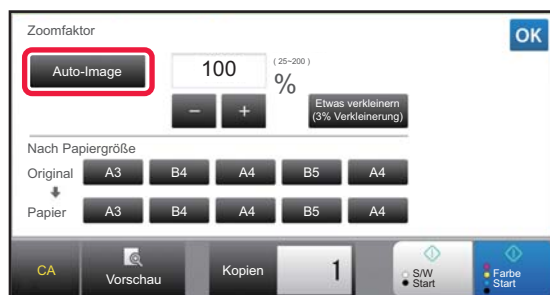 Zoomfaktor
OK
Auto-Image
100
(25~200)
%
−
+
Etwas verkleinern
(3% Verkleinerung)
Nach Papiergröße
Original A3 B4 A4 B5 A4
Papier A3 B4 A4 B5 A4
CA
Vorschau
Kopien
1
S/W
Start
Farbe
Start